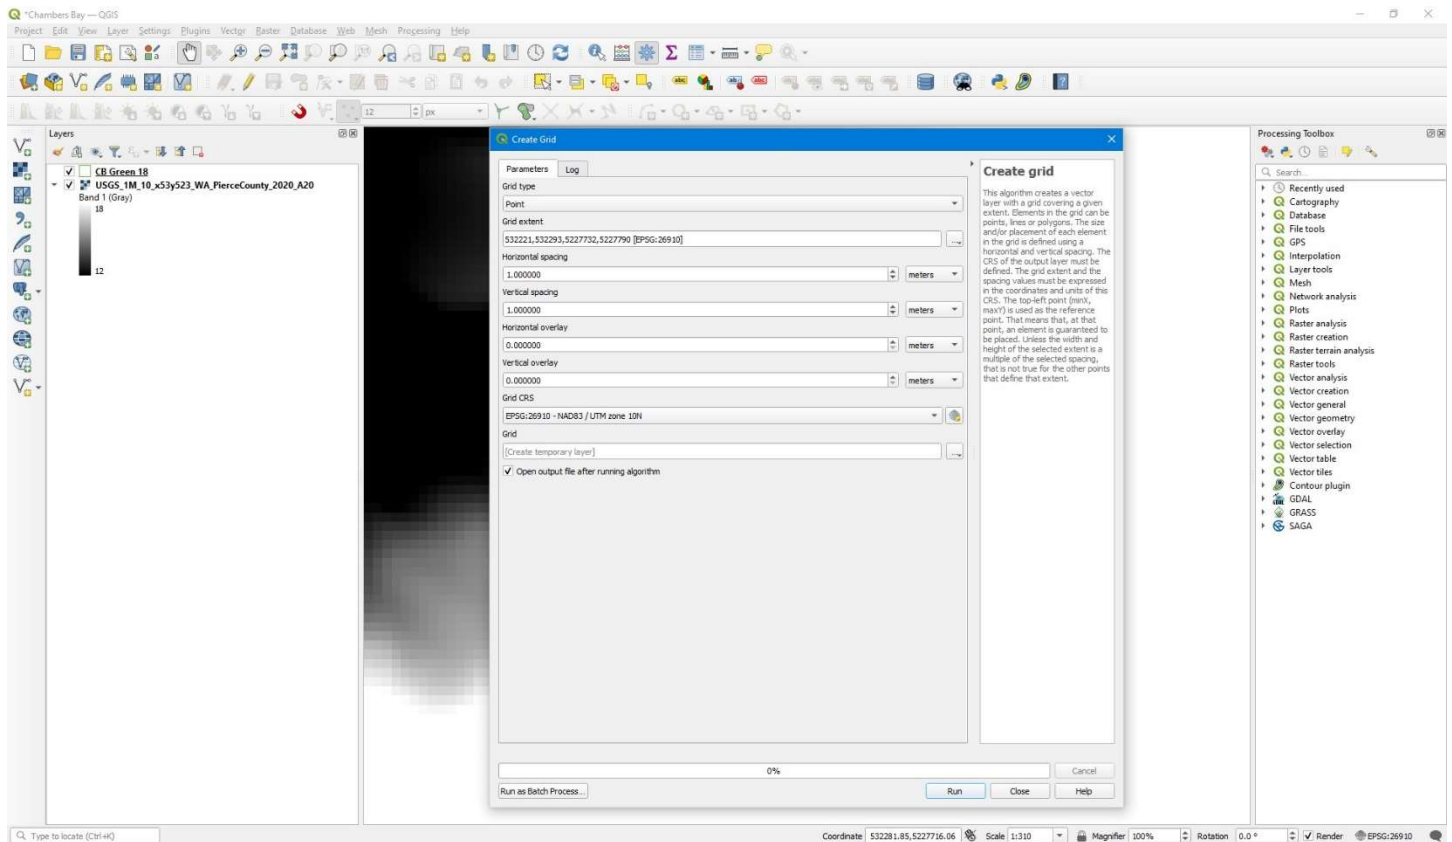 *Chambers Bay — QGIS
Project Edit View Layer Settings Plugins Vector Raster Database Web Mesh Processing Help
12 px
Layers
CB Green 18
USGS_1M_10_x53y523_WA_PierceCounty_2020_A20
Band 1 (Gray)
18
12
Create Grid
Parameters Log
Grid type
Point
Grid extent
532221,532293,5227732,5227790 [EPSG:26910]
Horizontal spacing
1.000000 meters
Vertical spacing
1.000000 meters
Horizontal overlay
0.000000 meters
Vertical overlay
0.000000 meters
Grid CRS
EPSG:26910 - NAD83 / UTM zone 10N
Grid
[Create temporary layer]
Open output file after running algorithm
Create grid
This algorithm creates a vector
layer with a grid covering a given
extent. Elements in the grid can be
points, lines or polygons. The size
and/or placement of each element
in the grid is defined using a
horizontal and vertical spacing. The
CRS of the output layer must be
defined. The grid extent and the
spacing values must be expressed
in the coordinates and units of this
CRS. The top-left point (minX,
maxY) is used as the reference
point. That means that, at that
point, an element is guaranteed to
be placed. Unless the width and
height of the selected extent is a
multiple of the selected spacing,
that is not true for the other points
that define that extent.
0%
Cancel
Run as Batch Process...
Run Close Help
Processing Toolbox
Search...
Recently used
Cartography
Database
File tools
GPS
Interpolation
Layer tools
Mesh
Network analysis
Plots
Raster analysis
Raster creation
Raster terrain analysis
Raster tools
Vector analysis
Vector creation
Vector general
Vector geometry
Vector overlay
Vector selection
Vector table
Vector tiles
Contour plugin
GDAL
GRASS
SAGA
Type to locate (Ctrl+K)
Coordinate 532281.85,5227716.06 Scale 1:310 Magnifier 100% Rotation 0.0 ° Render EPSG:26910